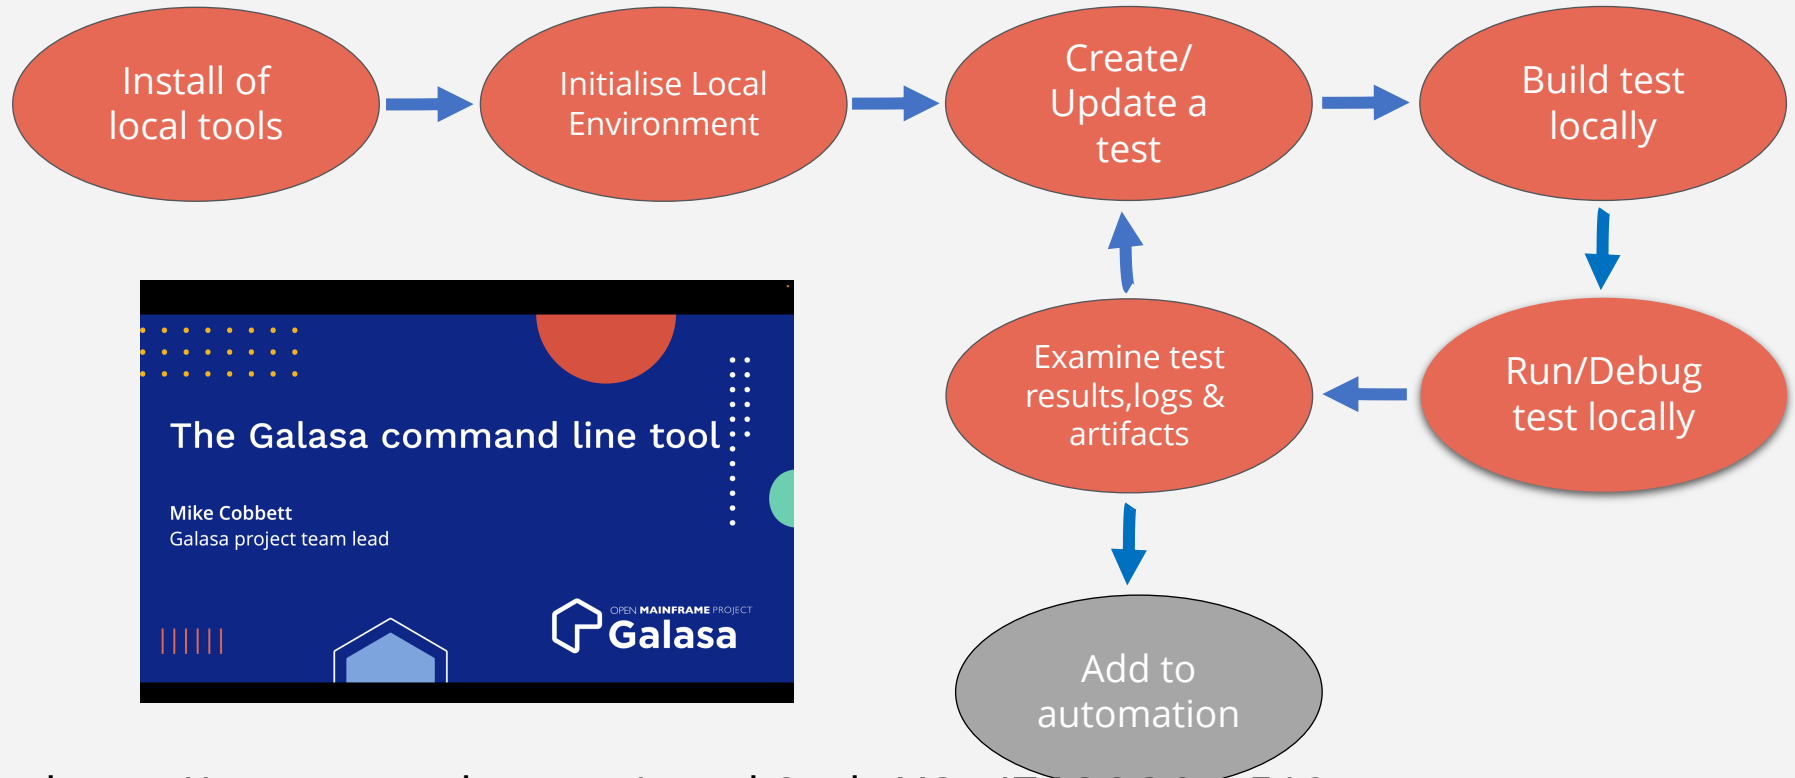 Install of
local tools
Initialise Local
Environment
Create/
Update a
test
Build test
locally
Examine test
results,logs &
artifacts
Run/Debug
test locally
The Galasa command line tool
Mike Cobbett
Galasa project team lead
OPEN MAINFRAME PROJECT
Galasa
Add to
automation